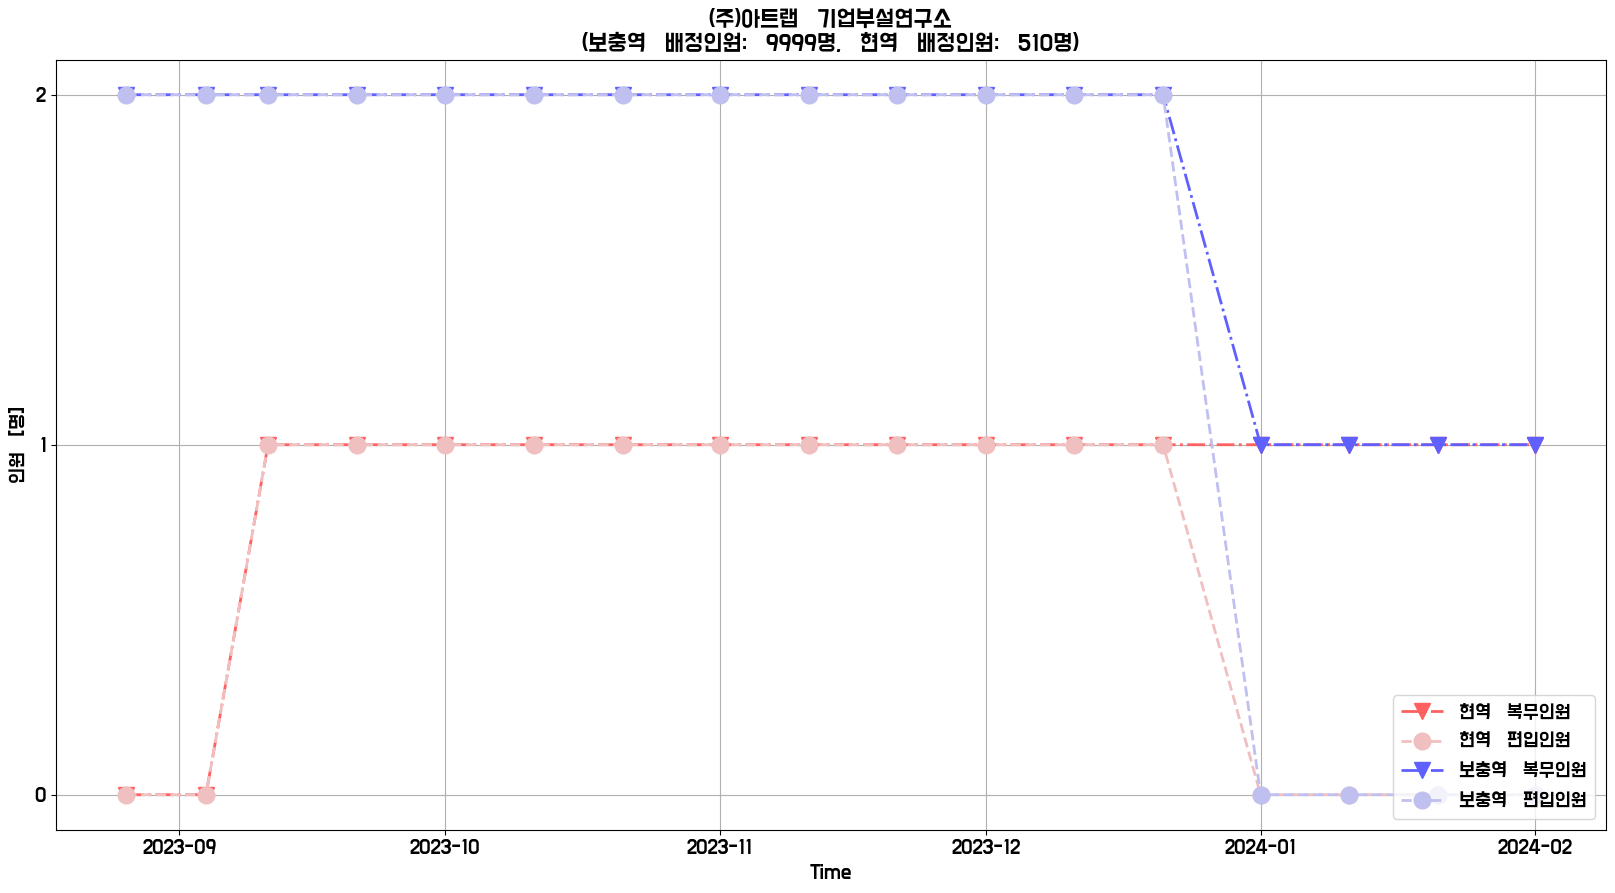 (주)아트랩 기업부설연구소
(보충역 배정인원: 9999명, 현역 배정인원: 510명)
인원 [명]
2
1
0
현역 복무인원
현역 편입인원
보충역 복무인원
보충역 편입인원
2023-09 2023-10 2023-11 2023-12 2024-01 2024-02
Time